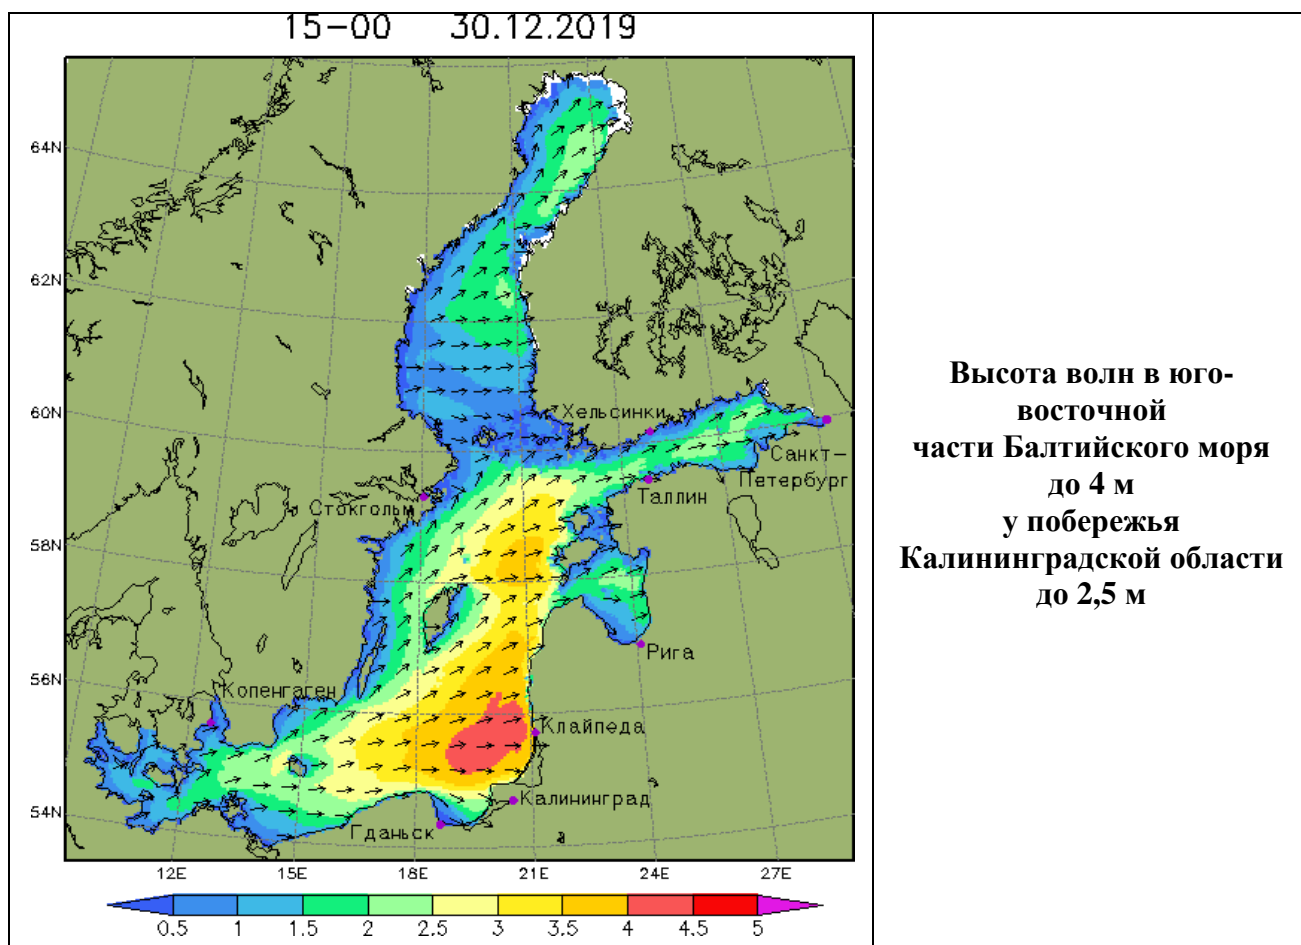 15-00 30.12.2019
64N
62N
60N
58N
56N
54N
Хельсинки
Санкт-
Петербург
Таллин
Стокгольм
Рига
Копенгаген
Клайпеда
Калининград
Гданьск
12E 15E 18E 21E 24E 27E
0.5 1 1.5 2 2.5 3 3.5 4 4.5 5
Высота волн в юго-
восточной
части Балтийского моря
до 4 м
у побережья
Калининградской области
до 2,5 м